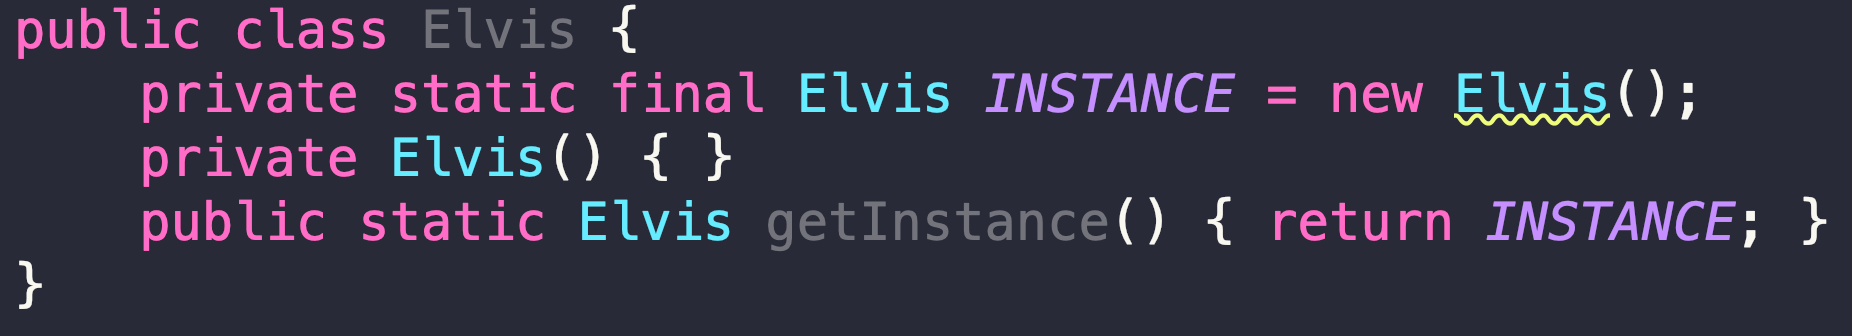 public class Elvis {
    private static final Elvis INSTANCE = new Elvis();
    private Elvis() { }
    public static Elvis getInstance() { return INSTANCE; }
}